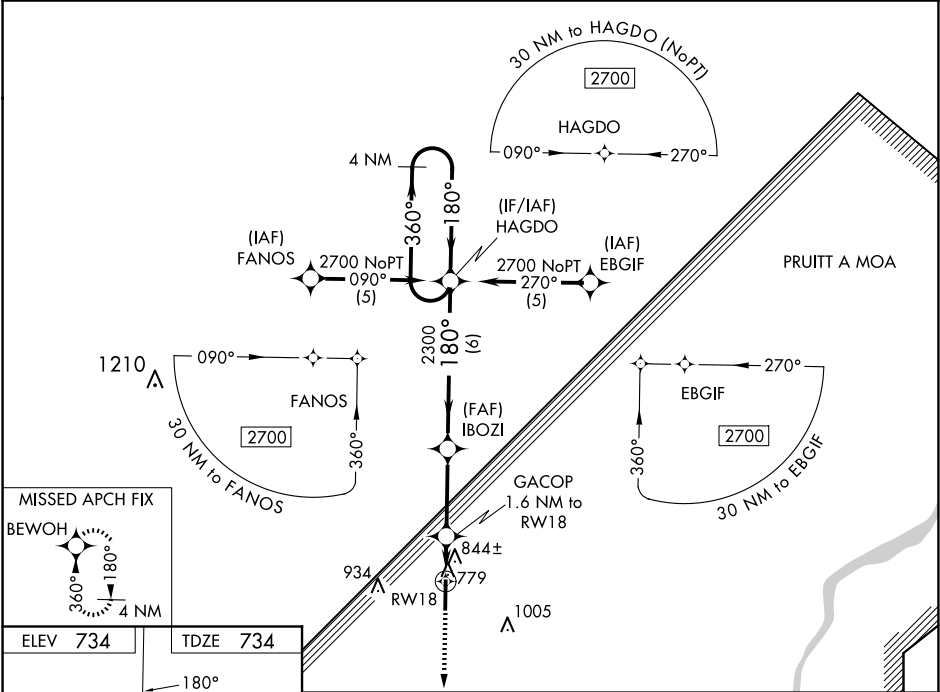 30 NM to HAGDO (NoPT)
2700
HAGDO
090°
270°
4 NM
360°
180°
(IF/IAF)
HAGDO
(IAF)
FANOS
(IAF)
EBGIF
PRUITT A MOA
2700 NoPT
090°
(5)
2700 NoPT
270°
(5)
2300
180°
(6)
1210
090°
FANOS
2700
360°
30 NM to FANOS
270°
EBGIF
2700
360°
30 NM to EBGIF
(FAF)
IBOZI
GACOP
1.6 NM to
RW18
844±
779
934
RW18
1005
MISSED APCH FIX
BEWOH
360°
180°
4 NM
ELEV 734
TDZE 734
180°